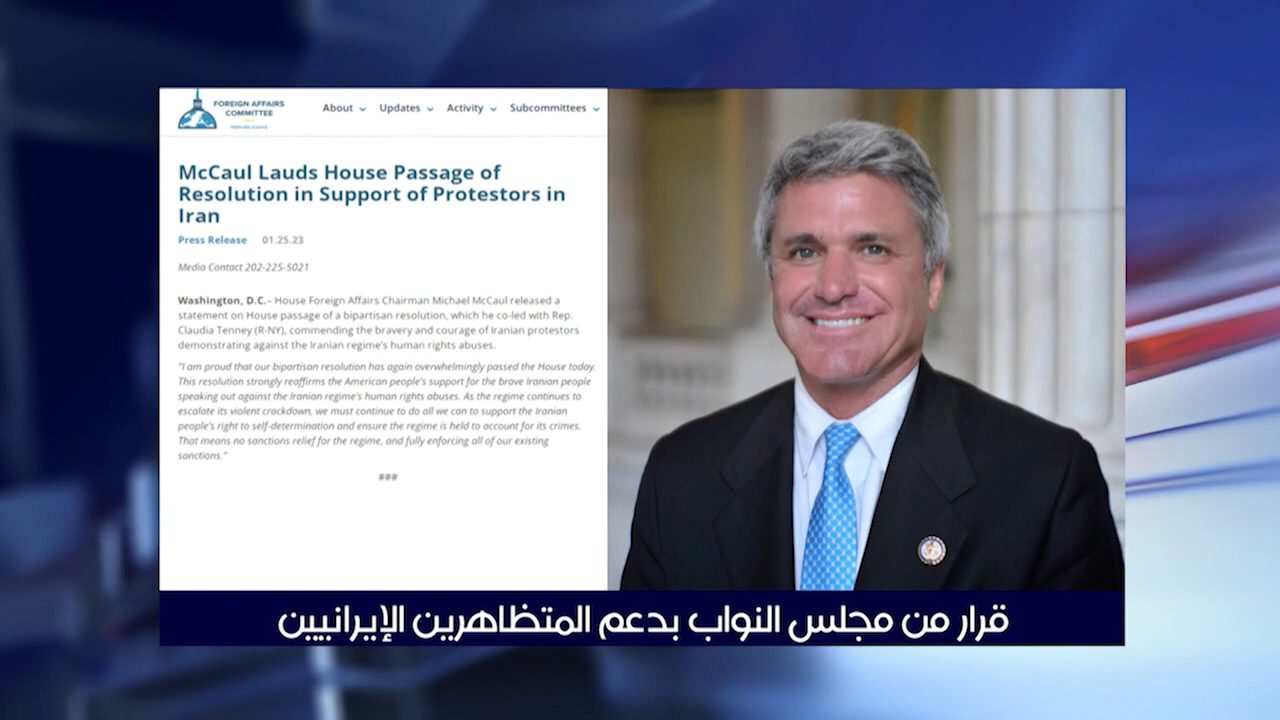 FOREIGN AFFAIRS
COMMITTEE
REPUBLICANS
About Updates Activity Subcommittees
McCaul Lauds House Passage of
Resolution in Support of Protestors in
Iran
Press Release 01.25.23
Media Contact 202-225-5021
Washington, D.C.– House Foreign Affairs Chairman Michael McCaul released a
statement on House passage of a bipartisan resolution, which he co-led with Rep.
Claudia Tenney (R-NY), commending the bravery and courage of Iranian protestors
demonstrating against the Iranian regime's human rights abuses.
"I am proud that our bipartisan resolution has again overwhelmingly passed the House today.
This resolution strongly reaffirms the American people's support for the brave Iranian people
speaking out against the Iranian regime's human rights abuses. As the regime continues to
escalate its violent crackdown, we must continue to do all we can to support the Iranian
people's right to self-determination and ensure the regime is held to account for its crimes.
That means no sanctions relief for the regime, and fully enforcing all of our existing
sanctions."
###
قرار من مجلس النواب بدعم المتظاهرين الإيرانيين